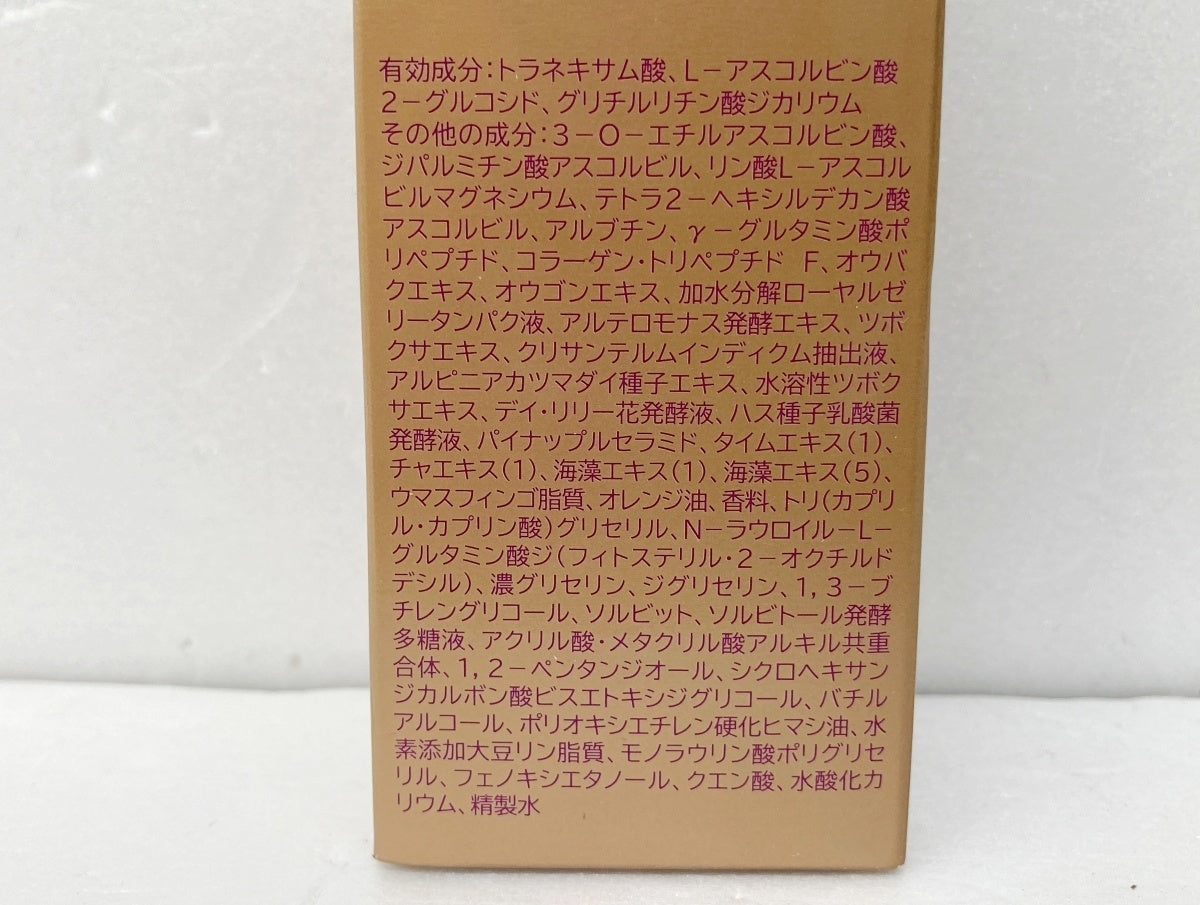 有効成分：トラネキサム酸、L－アスコルビン酸
2－グルコシド、グリチルリチン酸ジカリウム
その他の成分：3－O－エチルアスコルビン酸、
ジパルミチン酸アスコルビル、リン酸L－アスコル
ビルマグネシウム、テトラ2－ヘキシルデカン酸
アスコルビル、アルブチン、γ－グルタミン酸ポ
リペプチド、コラーゲン・トリペプチド F、オウバ
クエキス、オウゴンエキス、加水分解ローヤルゼ
リータンパク液、アルテロモナス発酵エキス、ツボ
クサエキス、クリサンテルムインディクム抽出液、
アルピニアカツマダイ種子エキス、水溶性ツボク
サエキス、デイ・リリー花発酵液、ハス種子乳酸菌
発酵液、パイナップルセラミド、タイムエキス(1)、
チャエキス(1)、海藻エキス(1)、海藻エキス(5)、
ウマスフィンゴ脂質、オレンジ油、香料、トリ(カプリ
ル・カプリン酸)グリセリル、N－ラウロイル－L－
グルタミン酸ジ(フィトステリル・2－オクチルド
デシル)、濃グリセリン、ジグリセリン、1,3－ブ
チレングリコール、ソルビット、ソルビトール発酵
多糖液、アクリル酸・メタクリル酸アルキル共重
合体、1,2－ペンタンジオール、シクロヘキサン
ジカルボン酸ビスエトキシジグリコール、バチル
アルコール、ポリオキシエチレン硬化ヒマシ油、水
素添加大豆リン脂質、モノラウリン酸ポリグリセ
リル、フェノキシエタノール、クエン酸、水酸化カ
リウム、精製水